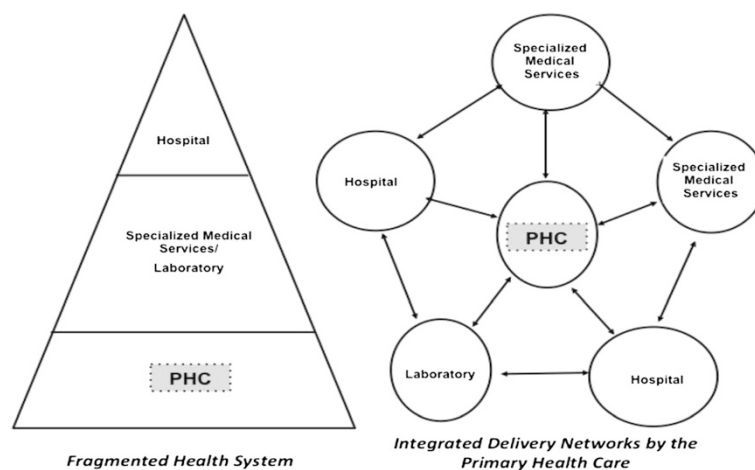 Hospital
Specialized Medical
Services/
Laboratory
PHC
Fragmented Health System
Specialized
Medical
Services
Hospital
Specialized
Medical
Services
PHC
Laboratory
Hospital
Integrated Delivery Networks by the
Primary Health Care